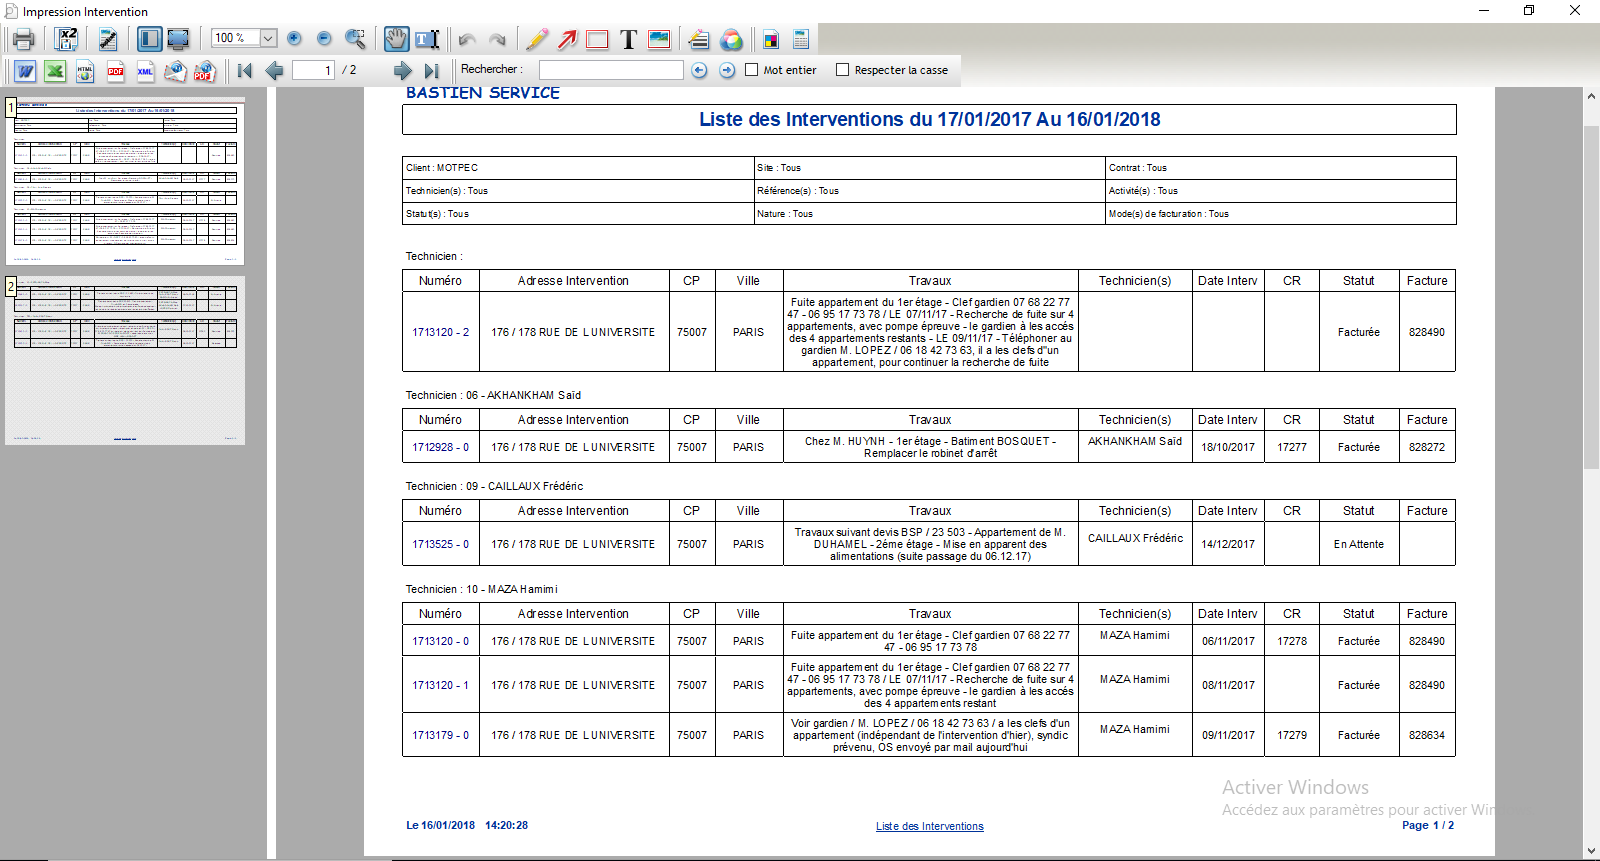 Impression Intervention
100 %
1 / 2
Rechercher :
Mot entier
Respecter la casse
1
2
BASTIEN SERVICE
Liste des Interventions du 17/01/2017 Au 16/01/2018
Client : MOTPEC Site : Tous Contrat : Tous
Technicien(s) : Tous Référence(s) : Tous Activité(s) : Tous
Statut(s) : Tous Nature : Tous Mode(s) de facturation : Tous
Technicien :
Numéro Adresse Intervention CP Ville Travaux Technicien(s) Date Interv CR Statut Facture
Fuite appartement du 1er étage - Clef gardien 07 68 22 77
47 - 06 95 17 73 78 / LE 07/11/17 - Recherche de fuite sur 4
appartements, avec pompe épreuve - le gardien à les accés
1713120 - 2 176 / 178 RUE DE L UNIVERSITE 75007 PARIS des 4 appartements restants - LE 09/11/17 - Téléphoner au Facturée 828490
gardien M. LOPEZ / 06 18 42 73 63, il a les clefs d''un
appartement, pour continuer la recherche de fuite
Technicien : 06 - AKHANKHAM Saïd
Numéro Adresse Intervention CP Ville Travaux Technicien(s) Date Interv CR Statut Facture
1712928 - 0 176 / 178 RUE DE L UNIVERSITE 75007 PARIS Chez M. HUYNH - 1er étage - Batiment BOSQUET - AKHANKHAM Saïd 18/10/2017 17277 Facturée 828272
Remplacer le robinet d'arrêt
Technicien : 09 - CAILLAUX Frédéric
Numéro Adresse Intervention CP Ville Travaux Technicien(s) Date Interv CR Statut Facture
Travaux suivant devis BSP / 23 503 - Appartement de M.
1713525 - 0 176 / 178 RUE DE L UNIVERSITE 75007 PARIS DUHAMEL - 2éme étage - Mise en apparent des CAILLAUX Frédéric 14/12/2017 En Attente
alimentations (suite passage du 06.12.17)
Technicien : 10 - MAZA Hamimi
Numéro Adresse Intervention CP Ville Travaux Technicien(s) Date Interv CR Statut Facture
1713120 - 0 176 / 178 RUE DE L UNIVERSITE 75007 PARIS Fuite appartement du 1er étage - Clef gardien 07 68 22 77 MAZA Hamimi 06/11/2017 17278 Facturée 828490
47 - 06 95 17 73 78
Fuite appartement du 1er étage - Clef gardien 07 68 22 77
1713120 - 1 176 / 178 RUE DE L UNIVERSITE 75007 PARIS 47 - 06 95 17 73 78 / LE 07/11/17 - Recherche de fuite sur 4 MAZA Hamimi 08/11/2017 Facturée 828490
appartements, avec pompe épreuve - le gardien à les accés
des 4 appartements restant
Voir gardien / M. LOPEZ / 06 18 42 73 63 / a les clefs d'un
1713179 - 0 176 / 178 RUE DE L UNIVERSITE 75007 PARIS appartement (indépendant de l'intervention d'hier), syndic MAZA Hamimi 09/11/2017 17279 Facturée 828634
prévenu, OS envoyé par mail aujourd'hui
Activer Windows
Accédez aux paramètres pour activer
Le 16/01/2018 14:20:28 Liste des Interventions Page 1 / 2